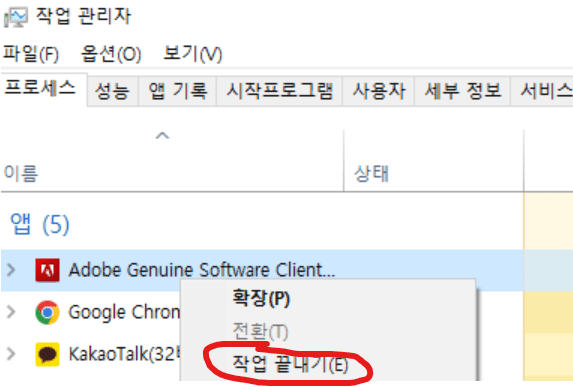 작업 관리자
파일(F) 옵션(O) 보기(V)
프로세스 성능 앱 기록 시작프로그램 사용자 세부 정보 서비스
이름 상태
앱 (5)
Adobe Genuine Software Client...
Google Chrom
확장(P)
전환(T)
KakaoTalk(32비
작업 끝내기(E)